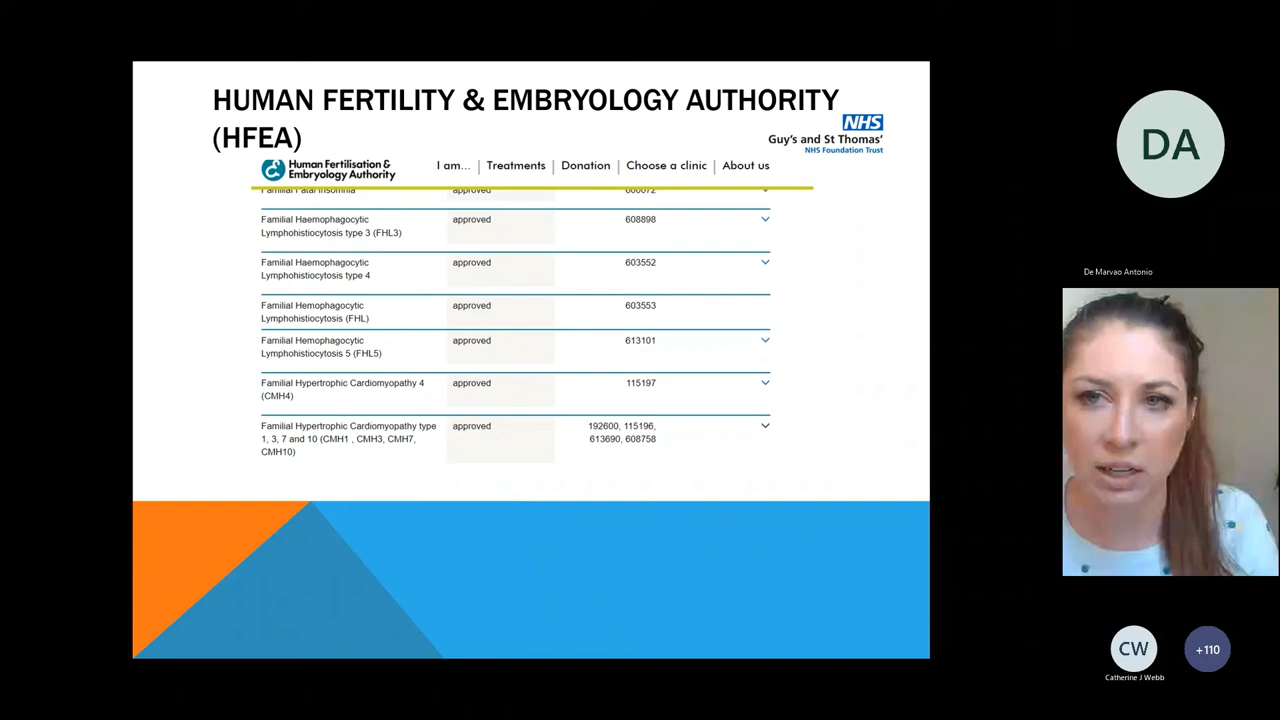 HUMAN FERTILITY & EMBRYOLOGY AUTHORITY
(HFEA)
NHS
Guy's and St Thomas'
NHS Foundation Trust
Human Fertilisation &
Embryology Authority
I am... Treatments Donation Choose a clinic About us
Familial Fatal Insomnia approved 600072
Familial Haemophagocytic approved 608898
Lymphohistiocytosis type 3 (FHL3)
Familial Haemophagocytic approved 603552
Lymphohistiocytosis type 4
Familial Hemophagocytic approved 603553
Lymphohistiocytosis (FHL)
Familial Hemophagocytic approved 613101
Lymphohistiocytosis 5 (FHL5)
Familial Hypertrophic Cardiomyopathy 4 approved 115197
(CMH4)
Familial Hypertrophic Cardiomyopathy type approved 192600, 115196,
1, 3, 7 and 10 (CMH1 , CMH3, CMH7, 613690, 608758
CMH10)
DA
De Marvao Antonio
CW
+110
Catherine J Webb